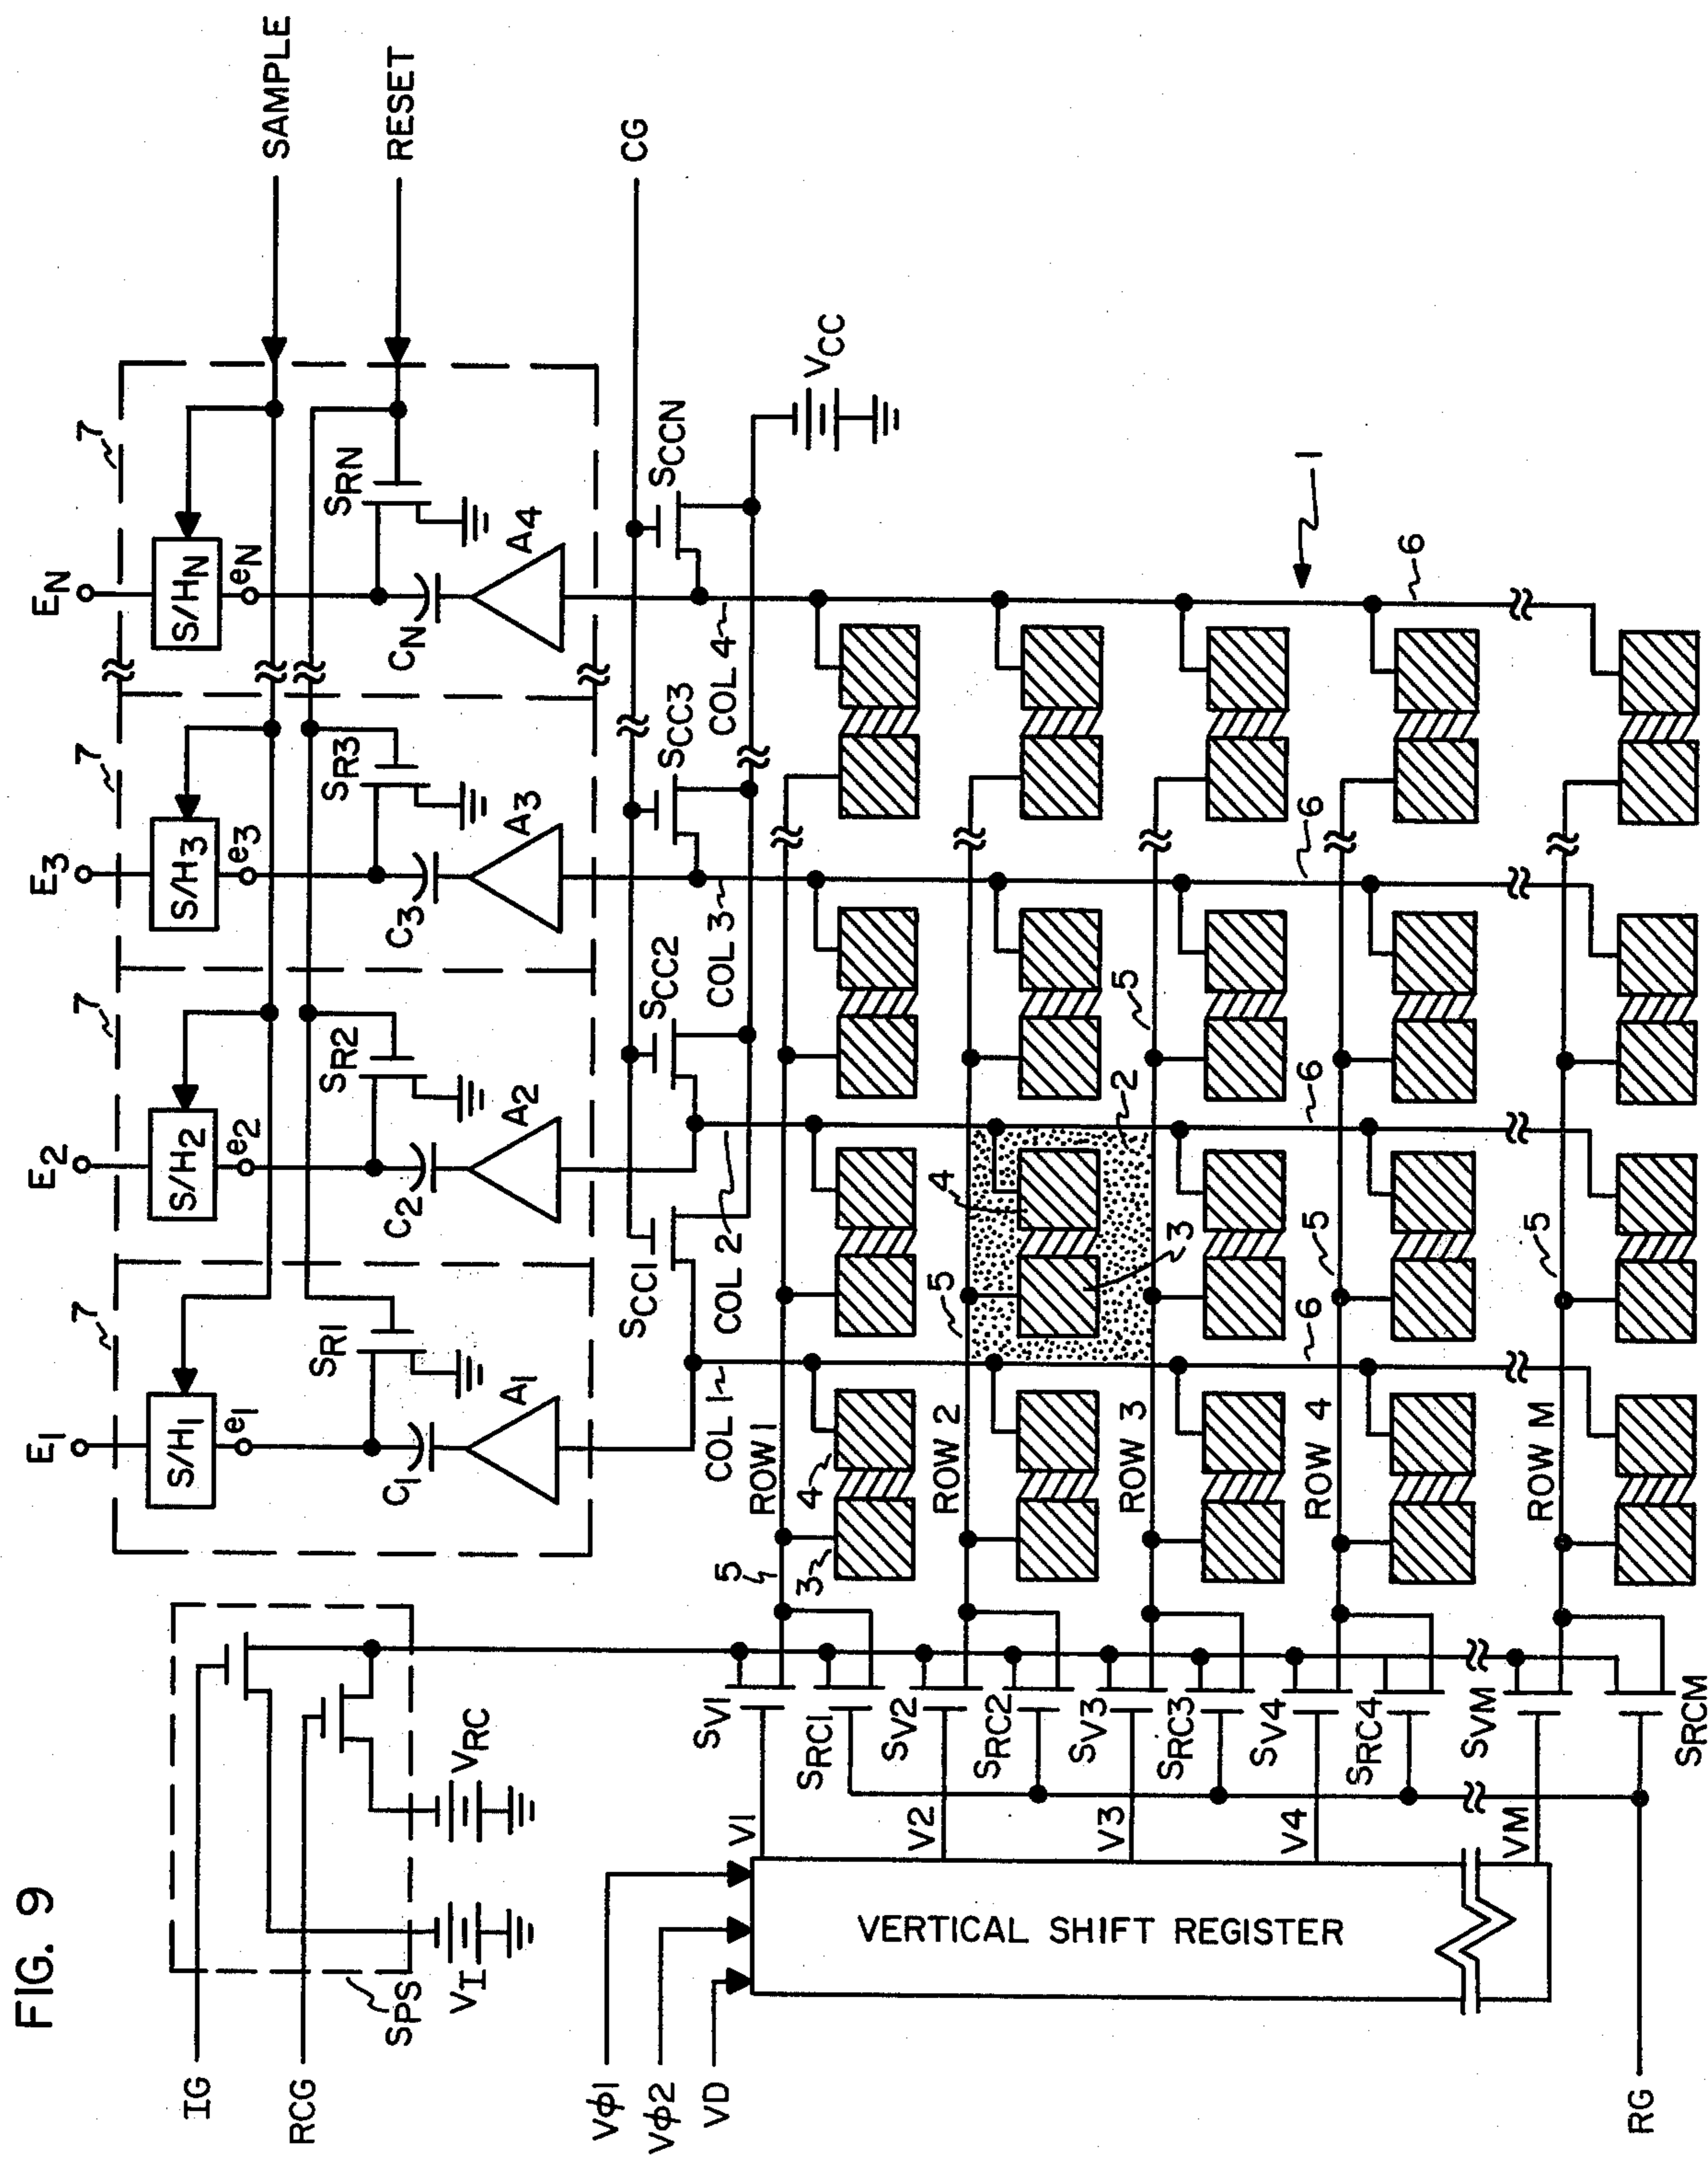 FIG. 9
IG
RCG
SPS
VI
VRC
Vφ1
Vφ2
VD
RG
VERTICAL SHIFT REGISTER
V1
V2
V3
V4
VM
SV1
SRC1
SV2
SRC2
SV3
SRC3
SV4
SRC4
SVM
SRCM
E1
E2
E3
EN
7
7
7
7
S/H1
S/H2
S/H3
S/HN
e1
e2
e3
eN
SAMPLE
RESET
SR1
SR2
SR3
SRN
C1
C2
C3
CN
A1
A2
A3
A4
CG
SCC1
SCC2
SCC3
SCCN
VCC
COL 1
COL 2
COL 3
COL 4
ROW 1
ROW 2
ROW 3
ROW 4
ROW M
5
3
4
5
4
3
2
5
5
5
6
6
6
6
1